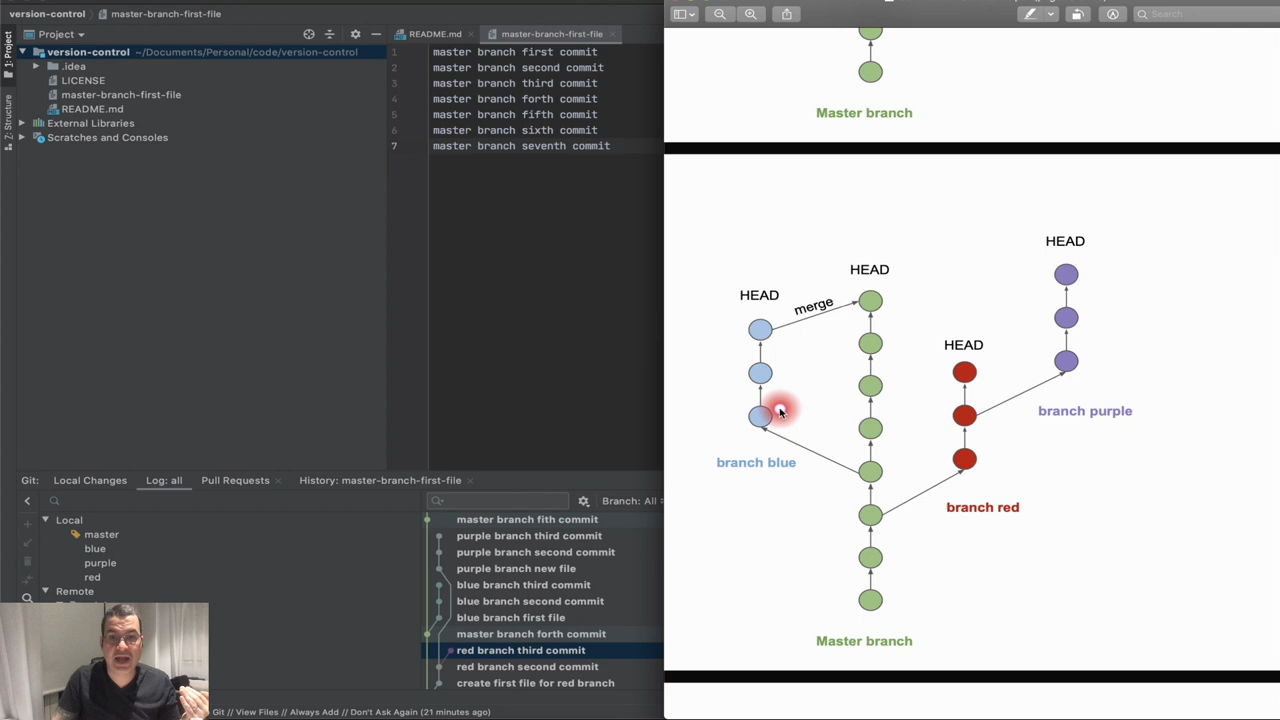 version-control
master-branch-first-file
Project
version-control ~/Documents/Personal/code/version-control
.idea
LICENSE
master-branch-first-file
README.md
External Libraries
Scratches and Consoles
1: Project
7: Structure
README.md
master-branch-first-file
1 master branch first commit
2 master branch second commit
3 master branch third commit
4 master branch forth commit
5 master branch fifth commit
6 master branch sixth commit
7 master branch seventh commit
Search
Master branch
HEAD
HEAD
HEAD
merge
HEAD
branch purple
branch blue
branch red
Master branch
Git:
Local Changes
Log: all
Pull Requests
History: master-branch-first-file
Branch: All
Local
master
blue
purple
red
Remote
master branch fith commit
purple branch third commit
purple branch second commit
purple branch new file
blue branch third commit
blue branch second commit
blue branch first file
master branch forth commit
red branch third commit
red branch second commit
create first file for red branch
Git // View Files // Always Add // Don't Ask Again (21 minutes ago)